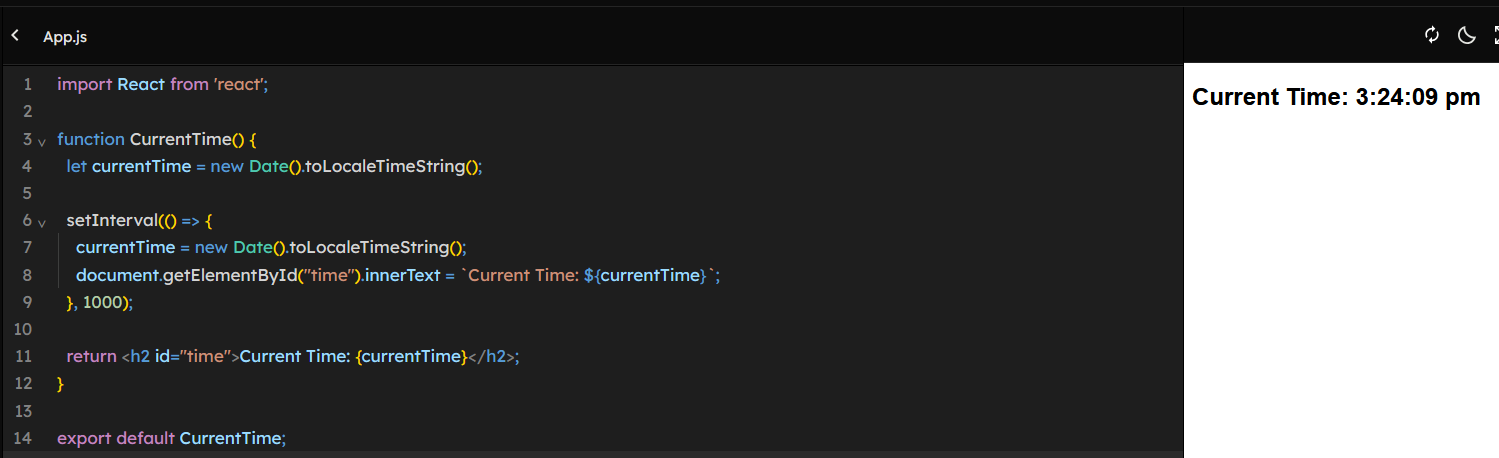 App.js
1 import React from 'react';
2
3 function CurrentTime() {
4 let currentTime = new Date().toLocaleTimeString();
5
6 setInterval(() => {
7 currentTime = new Date().toLocaleTimeString();
8 document.getElementById("time").innerText = `Current Time: ${currentTime}`;
9 }, 1000);
10
11 return <h2 id="time">Current Time: {currentTime}</h2>;
12 }
13
14 export default CurrentTime;
Current Time: 3:24:09 pm